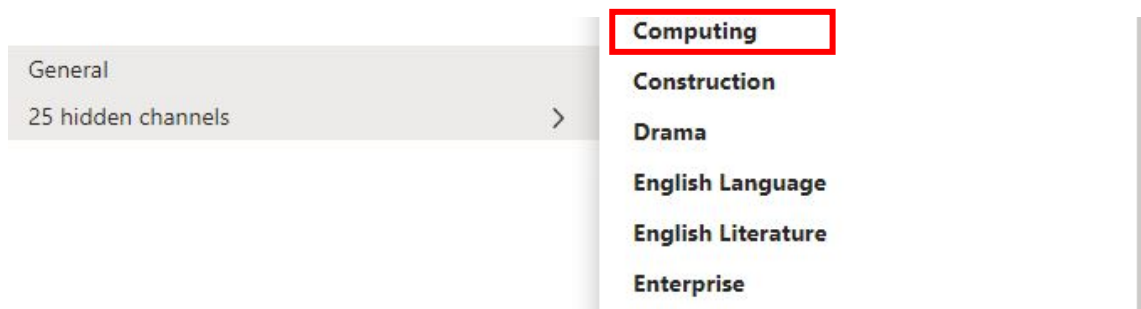 General
25 hidden channels
Computing
Construction
Drama
English Language
English Literature
Enterprise